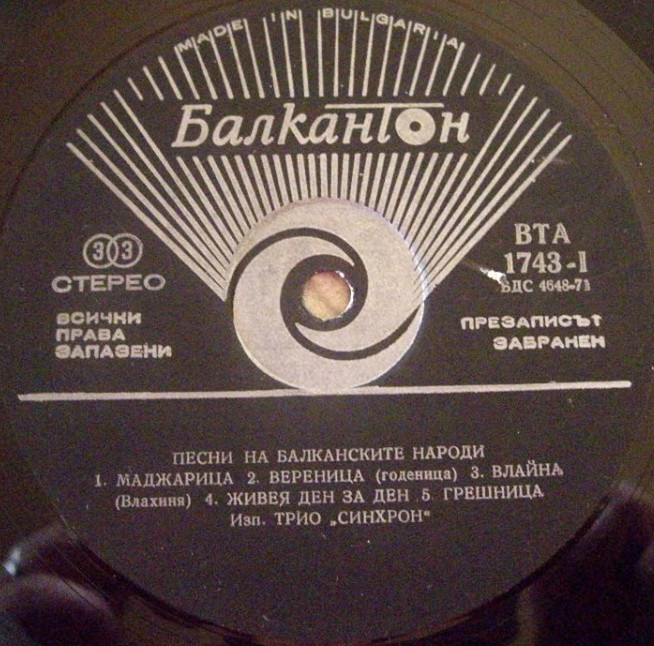 MADE IN BULGARIA
Балкантон
33
СТЕРЕО
ВСИЧКИ
ПРАВА
ЗАПАЗЕНИ
ВТА
1743-I
БДС 4648-71
ПРЕЗАПИСЪТ
ЗАБРАНЕН
ПЕСНИ НА БАЛКАНСКИТЕ НАРОДИ
1. МАДЖАРИЦА 2. ВЕРЕНИЦА (годеница) 3. ВЛАЙНА
(Влахиня) 4. ЖИВЕЯ ДЕН ЗА ДЕН 5. ГРЕШНИЦА
Изп. ТРИО „СИНХРОН"